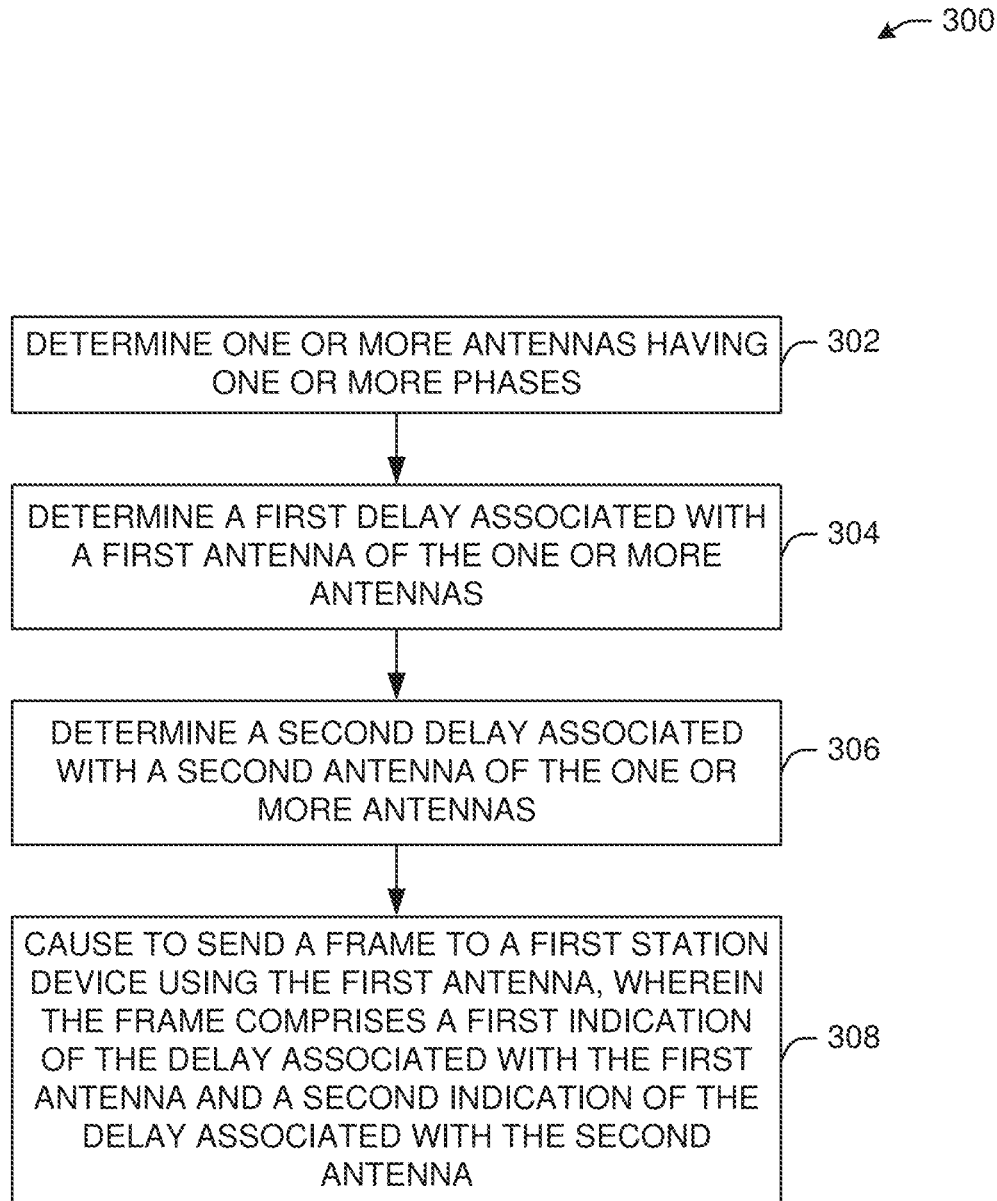 300
DETERMINE ONE OR MORE ANTENNAS HAVING
ONE OR MORE PHASES
302
DETERMINE A FIRST DELAY ASSOCIATED WITH
A FIRST ANTENNA OF THE ONE OR MORE
ANTENNAS
304
DETERMINE A SECOND DELAY ASSOCIATED
WITH A SECOND ANTENNA OF THE ONE OR
MORE ANTENNAS
306
CAUSE TO SEND A FRAME TO A FIRST STATION
DEVICE USING THE FIRST ANTENNA, WHEREIN
THE FRAME COMPRISES A FIRST INDICATION
OF THE DELAY ASSOCIATED WITH THE FIRST
ANTENNA AND A SECOND INDICATION OF THE
DELAY ASSOCIATED WITH THE SECOND
ANTENNA
308